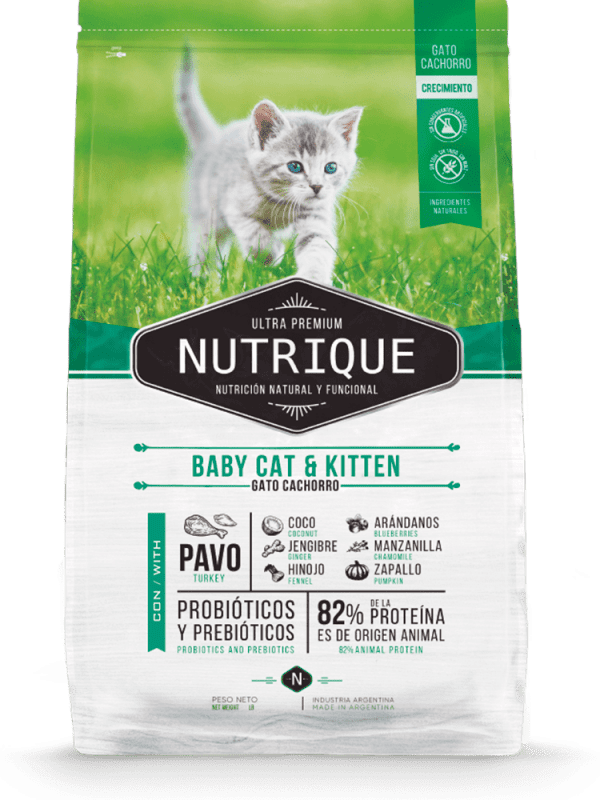 GATO
CACHORRO
CRECIMIENTO
INGREDIENTES
NATURALES
ULTRA PREMIUM
NUTRIQUE
NUTRICIÓN NATURAL Y FUNCIONAL
BABY CAT & KITTEN
GATO CACHORRO
CON / WITH
PAVO
TURKEY
COCO
COCONUT
JENGIBRE
GINGER
HINOJO
FENNEL
ARÁNDANOS
BLUEBERRIES
MANZANILLA
CHAMOMILE
ZAPALLO
PUMPKIN
PROBIÓTICOS
Y PREBIÓTICOS
PROBIOTICS AND PREBIOTICS
82% DE LA PROTEÍNA
ES DE ORIGEN ANIMAL
82% ANIMAL PROTEIN
N
PESO NETO
NET WEIGHT LB
INDUSTRIA ARGENTINA
MADE IN ARGENTINA